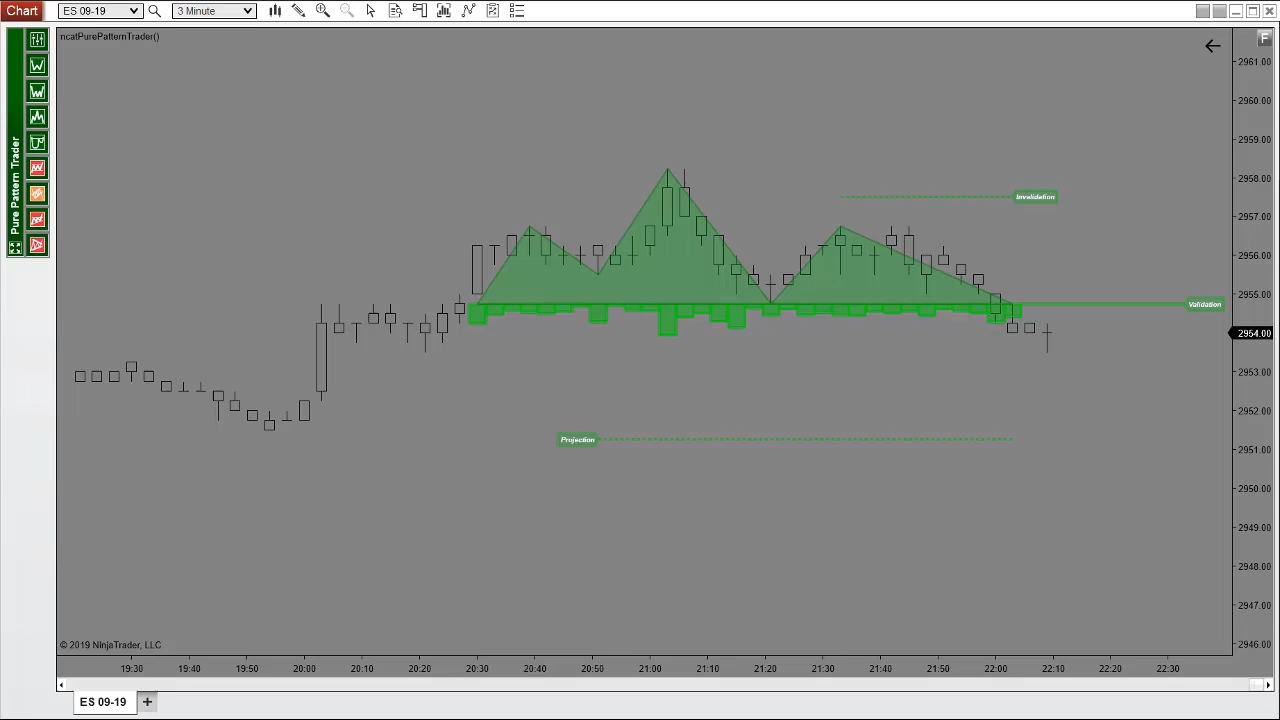 Chart
ES 09-19
3 Minute
ncatPurePatternTrader()
F
Pure Pattern Trader
2961.00
2960.00
2959.00
2958.00
2957.00
2956.00
2955.00
2954.00
2953.00
2952.00
2951.00
2950.00
2949.00
2948.00
2947.00
2946.00
Invalidation
Validation
Projection
© 2019 NinjaTrader, LLC
19:30 19:40 19:50 20:00 20:10 20:20 20:30 20:40 20:50 21:00 21:10 21:20 21:30 21:40 21:50 22:00 22:10 22:20 22:30
ES 09-19